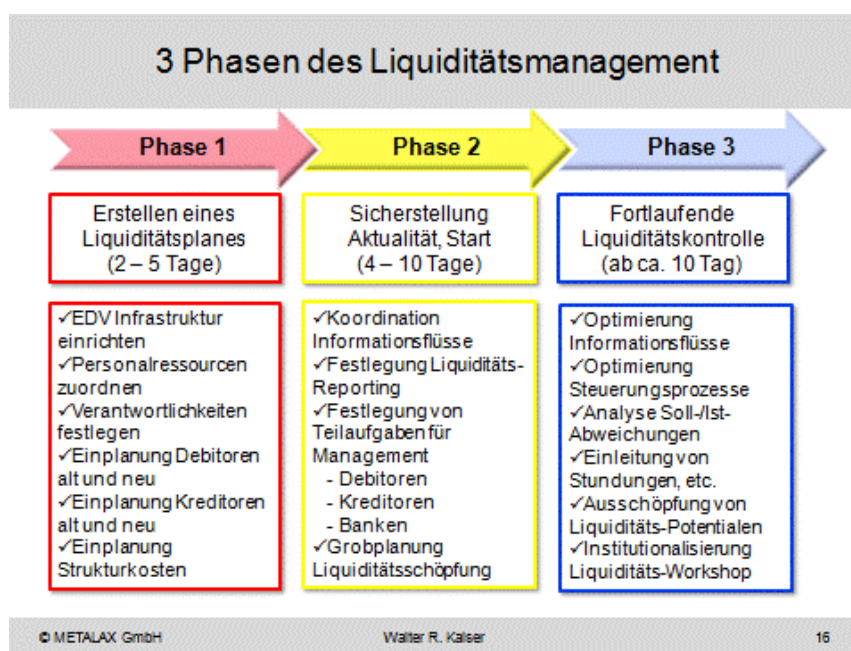 3 Phasen des Liquiditätsmanagement
Phase 1
Phase 2
Phase 3
Erstellen eines
Liquiditätsplanes
(2 – 5 Tage)
Sicherstellung
Aktualität, Start
(4 – 10 Tage)
Fortlaufende
Liquiditätskontrolle
(ab ca. 10 Tag)
✓EDV Infrastruktur
einrichten
✓Personalressourcen
zuordnen
✓Verantwortlichkeiten
festlegen
✓Einplanung Debitoren
alt und neu
✓Einplanung Kreditoren
alt und neu
✓Einplanung
Strukturkosten
✓Koordination
Informationsflüsse
✓Festlegung Liquiditäts-
Reporting
✓Festlegung von
Teilaufgaben für
Management
- Debitoren
- Kreditoren
- Banken
✓Grobplanung
Liquiditätsschöpfung
✓Optimierung
Informationsflüsse
✓Optimierung
Steuerungsprozesse
✓Analyse Soll-/Ist-
Abweichungen
✓Einleitung von
Stundungen, etc.
✓Ausschöpfung von
Liquiditäts-Potentialen
✓Institutionalisierung
Liquiditäts-Workshop
© METALAX GmbH
Walter R. Kaiser
16